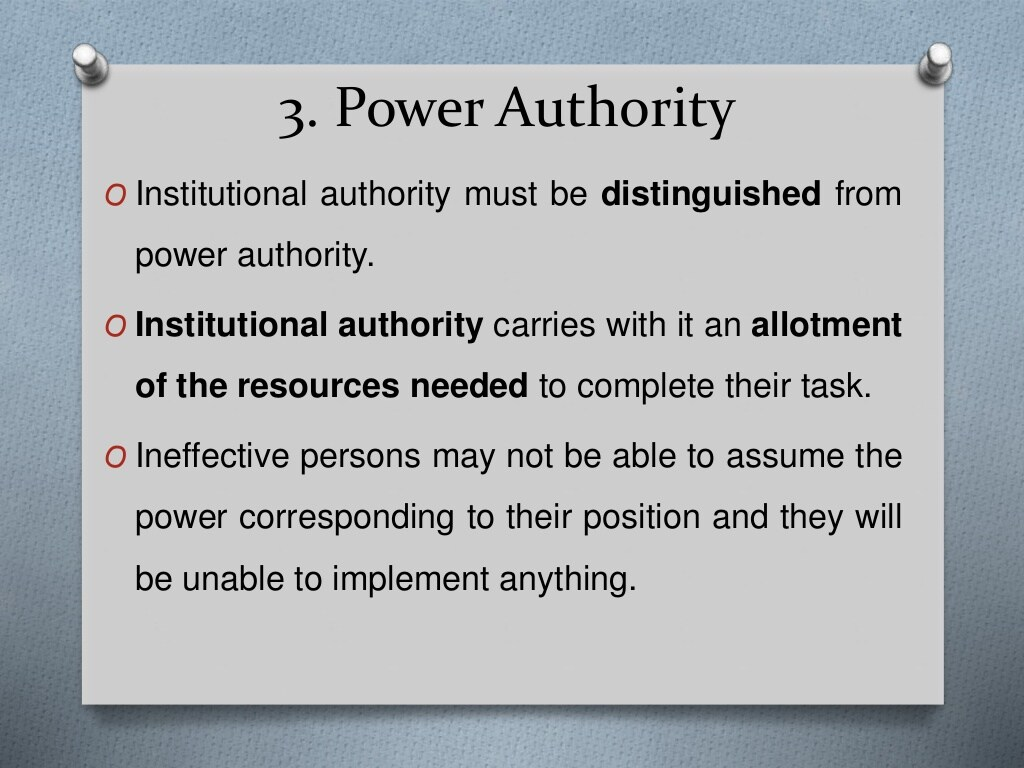 3. Power Authority
O Institutional authority must be distinguished from
power authority.
O Institutional authority carries with it an allotment
of the resources needed to complete their task.
O Ineffective persons may not be able to assume the
power corresponding to their position and they will
be unable to implement anything.